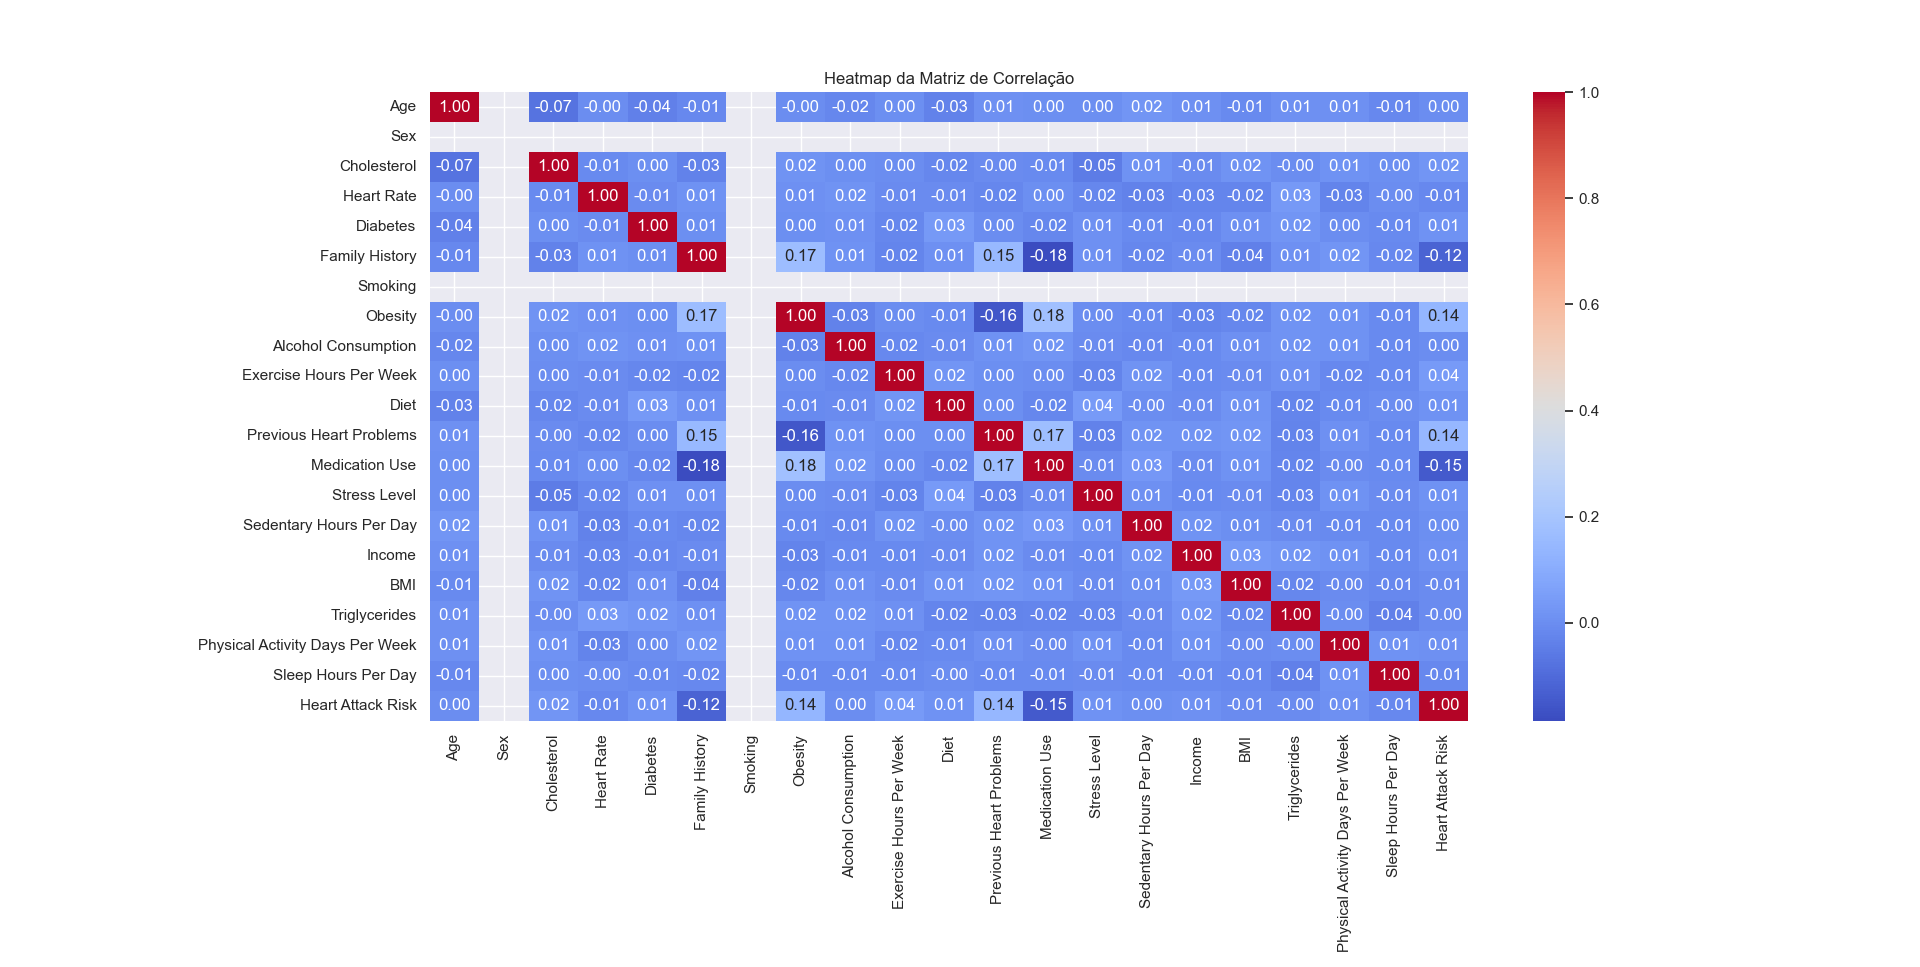 Heatmap da Matriz de Correlação
Age 1.00 -0.07 -0.00 -0.04 -0.01 -0.00 -0.02 0.00 -0.03 0.01 0.00 0.00 0.02 0.01 -0.01 0.01 0.01 -0.01 0.00
Sex
Cholesterol -0.07 1.00 -0.01 0.00 -0.03 0.02 0.00 0.00 -0.02 -0.00 -0.01 -0.05 0.01 -0.01 0.02 -0.00 0.01 0.00 0.02
Heart Rate -0.00 -0.01 1.00 -0.01 0.01 0.01 0.02 -0.01 -0.01 -0.02 0.00 -0.02 -0.03 -0.03 -0.02 0.03 -0.03 -0.00 -0.01
Diabetes -0.04 0.00 -0.01 1.00 0.01 0.00 0.01 -0.02 0.03 0.00 -0.02 0.01 -0.01 -0.01 0.01 0.02 0.00 -0.01 0.01
Family History -0.01 -0.03 0.01 0.01 1.00 0.17 0.01 -0.02 0.01 0.15 -0.18 0.01 -0.02 -0.01 -0.04 0.01 0.02 -0.02 -0.12
Smoking
Obesity -0.00 0.02 0.01 0.00 0.17 1.00 -0.03 0.00 -0.01 -0.16 0.18 0.00 -0.01 -0.03 -0.02 0.02 0.01 -0.01 0.14
Alcohol Consumption -0.02 0.00 0.02 0.01 0.01 -0.03 1.00 -0.02 -0.01 0.01 0.02 -0.01 -0.01 -0.01 0.01 0.02 0.01 -0.01 0.00
Exercise Hours Per Week 0.00 0.00 -0.01 -0.02 -0.02 0.00 -0.02 1.00 0.02 0.00 0.00 -0.03 0.02 -0.01 -0.01 0.01 -0.02 -0.01 0.04
Diet -0.03 -0.02 -0.01 0.03 0.01 -0.01 -0.01 0.02 1.00 0.00 -0.02 0.04 -0.00 -0.01 0.01 -0.02 -0.01 -0.00 0.01
Previous Heart Problems 0.01 -0.00 -0.02 0.00 0.15 -0.16 0.01 0.00 0.00 1.00 0.17 -0.03 0.02 0.02 0.02 -0.03 0.01 -0.01 0.14
Medication Use 0.00 -0.01 0.00 -0.02 -0.18 0.18 0.02 0.00 -0.02 0.17 1.00 -0.01 0.03 -0.01 0.01 -0.02 -0.00 -0.01 -0.15
Stress Level 0.00 -0.05 -0.02 0.01 0.01 0.00 -0.01 -0.03 0.04 -0.03 -0.01 1.00 0.01 -0.01 -0.01 -0.03 0.01 -0.01 0.01
Sedentary Hours Per Day 0.02 0.01 -0.03 -0.01 -0.02 -0.01 -0.01 0.02 -0.00 0.02 0.03 0.01 1.00 0.02 0.01 -0.01 -0.01 -0.01 0.00
Income 0.01 -0.01 -0.03 -0.01 -0.01 -0.03 -0.01 -0.01 -0.01 0.02 -0.01 -0.01 0.02 1.00 0.03 0.02 0.01 -0.01 0.01
BMI -0.01 0.02 -0.02 0.01 -0.04 -0.02 0.01 -0.01 0.01 0.02 0.01 -0.01 0.01 0.03 1.00 -0.02 -0.00 -0.01 -0.01
Triglycerides 0.01 -0.00 0.03 0.02 0.01 0.02 0.02 0.01 -0.02 -0.03 -0.02 -0.03 -0.01 0.02 -0.02 1.00 -0.00 -0.04 -0.00
Physical Activity Days Per Week 0.01 0.01 -0.03 0.00 0.02 0.01 0.01 -0.02 -0.01 0.01 -0.00 0.01 -0.01 0.01 -0.00 -0.00 1.00 0.01 0.01
Sleep Hours Per Day -0.01 0.00 -0.00 -0.01 -0.02 -0.01 -0.01 -0.01 -0.00 -0.01 -0.01 -0.01 -0.01 -0.01 -0.01 -0.04 0.01 1.00 -0.01
Heart Attack Risk 0.00 0.02 -0.01 0.01 -0.12 0.14 0.00 0.04 0.01 0.14 -0.15 0.01 0.00 0.01 -0.01 -0.00 0.01 -0.01 1.00
Age
Sex
Cholesterol
Heart Rate
Diabetes
Family History
Smoking
Obesity
Alcohol Consumption
Exercise Hours Per Week
Diet
Previous Heart Problems
Medication Use
Stress Level
Sedentary Hours Per Day
Income
BMI
Triglycerides
Physical Activity Days Per Week
Sleep Hours Per Day
Heart Attack Risk
1.0
0.8
0.6
0.4
0.2
0.0